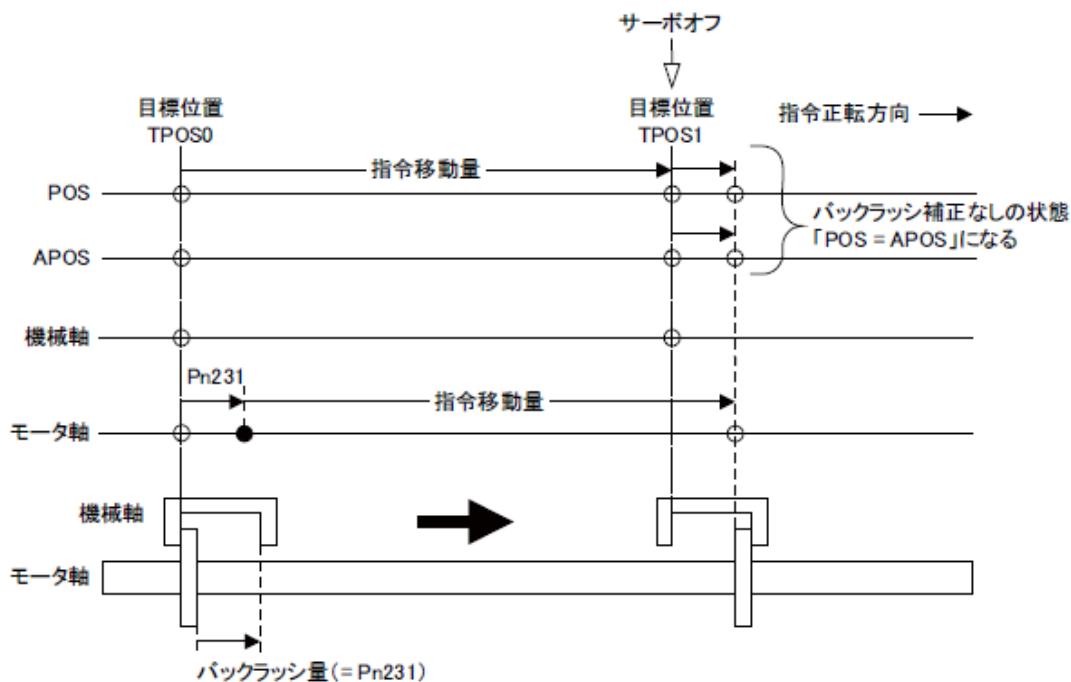 サーボオフ
目標位置
TPOS0
目標位置
TPOS1
指令正転方向
指令移動量
POS
バックラッシ補正なしの状態
「POS = APOS」になる
APOS
機械軸
Pn231
指令移動量
モータ軸
機械軸
モータ軸
バックラッシ量(= Pn231)